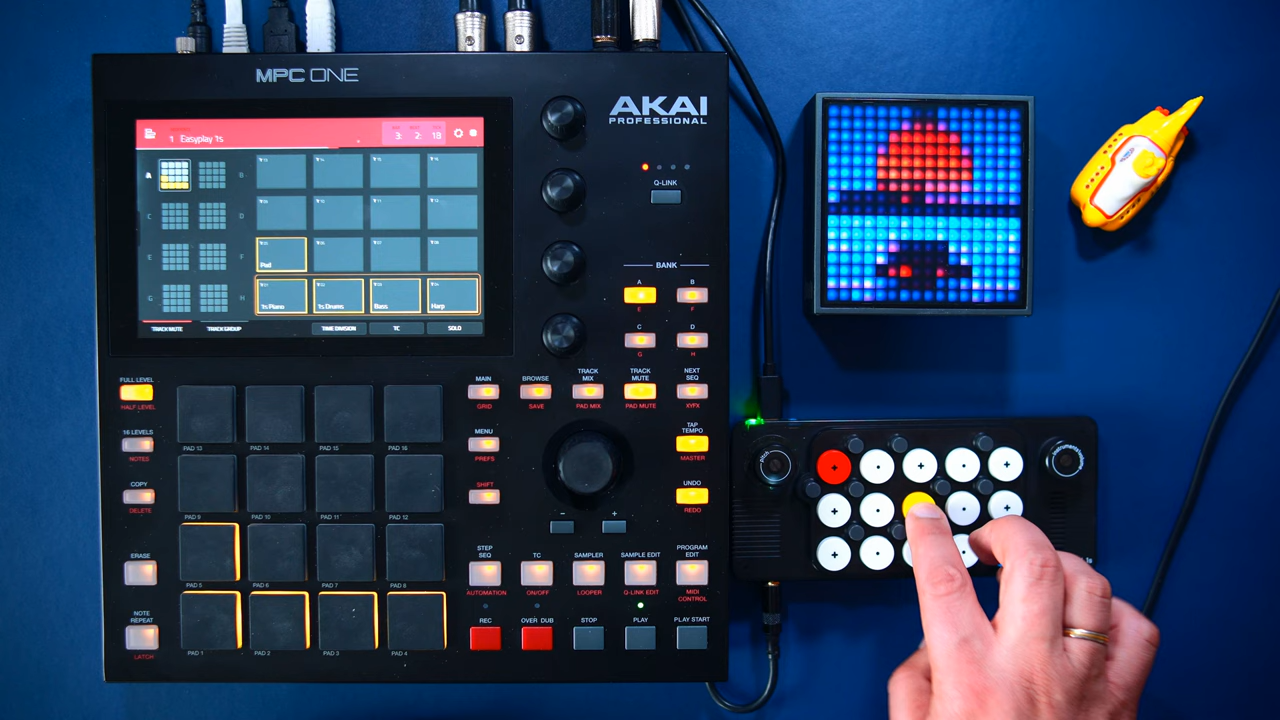 MPC ONE
AKAI
PROFESSIONAL
1 Easyplay 1s
3: 2: 18
A B
C D
E F
G H
Pad
1s Piano 1s Drums Bass Harp
TRACK MUTE TRACK GROUP TIME DIVISION TC SOLO
Q-LINK
BANK
A B
E F
C D
G H
FULL LEVEL
HALF LEVEL
16 LEVELS
NOTES
COPY
DELETE
ERASE
NOTE REPEAT
LATCH
PAD 13 PAD 14 PAD 15 PAD 16
PAD 9 PAD 10 PAD 11 PAD 12
PAD 5 PAD 6 PAD 7 PAD 8
PAD 1 PAD 2 PAD 3 PAD 4
MAIN BROWSE TRACK MIX TRACK MUTE NEXT SEQ
GRID SAVE PAD MIX PAD MUTE XYFX
MENU
PREFS
TAP TEMPO
MASTER
SHIFT
UNDO
REDO
- +
STEP SEQ TC SAMPLER SAMPLE EDIT PROGRAM EDIT
AUTOMATION ON/OFF LOOPER Q-LINK EDIT MIDI CONTROL
REC OVER DUB STOP PLAY PLAY START
1s